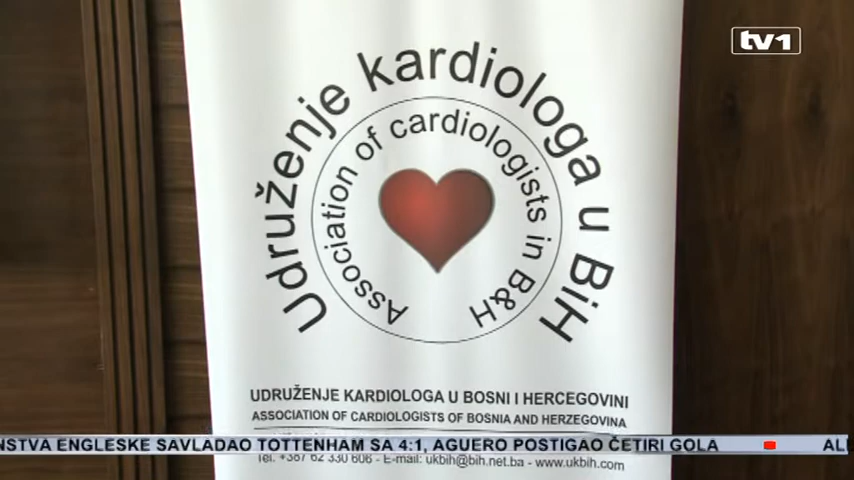 tv1
Udruženje kardiologa u BiH
Association of cardiologists in B&H
UDRUŽENJE KARDIOLOGA U BOSNI I HERCEGOVINI
ASSOCIATION OF CARDIOLOGISTS OF BOSNIA AND HERZEGOVINA
ENGLESKE SAVLADAO TOTTENHAM SA 4:1, AGUERO POSTIGAO ČETIRI GOLA
Tel. +387 62 330 606 - E-mail: ukbih@bih.net.ba - www.ukbih.com